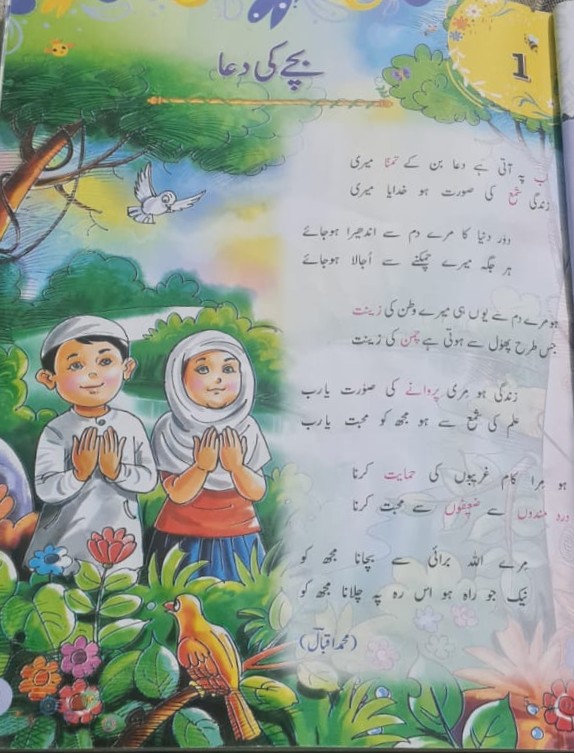 1
بچے کی دعا
لب پہ آتی ہے دعا بن کے تمنّا میری
زندگی شمع کی صورت ہو خدایا میری
دور دنیا کا مرے دم سے اندھیرا ہوجائے
ہر جگہ میرے چمکنے سے اُجالا ہوجائے
ہو مرے دم سے یوں ہی میرے وطن کی زینت
جس طرح پھول سے ہوتی ہے چمن کی زینت
زندگی ہو مری پروانے کی صورت یارب
علم کی شمع سے ہو مجھ کو محبت یارب
ہو مرا کام غریبوں کی حمایت کرنا
درد مندوں سے ضعیفوں سے محبت کرنا
مرے اللہ برائی سے بچانا مجھ کو
نیک جو راہ ہو اس رہ پہ چلانا مجھ کو
(محمد اقبالؔ)